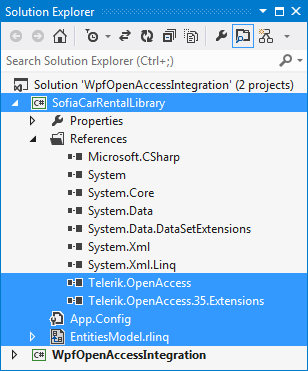 Solution Explorer
Search Solution Explorer (Ctrl+;)
Solution 'WpfOpenAccessIntegration' (2 projects)
C# SofiaCarRentalLibrary
Properties
References
Microsoft.CSharp
System
System.Core
System.Data
System.Data.DataSetExtensions
System.Xml
System.Xml.Linq
Telerik.OpenAccess
Telerik.OpenAccess.35.Extensions
App.Config
EntitiesModel.rlinq
C# WpfOpenAccessIntegration